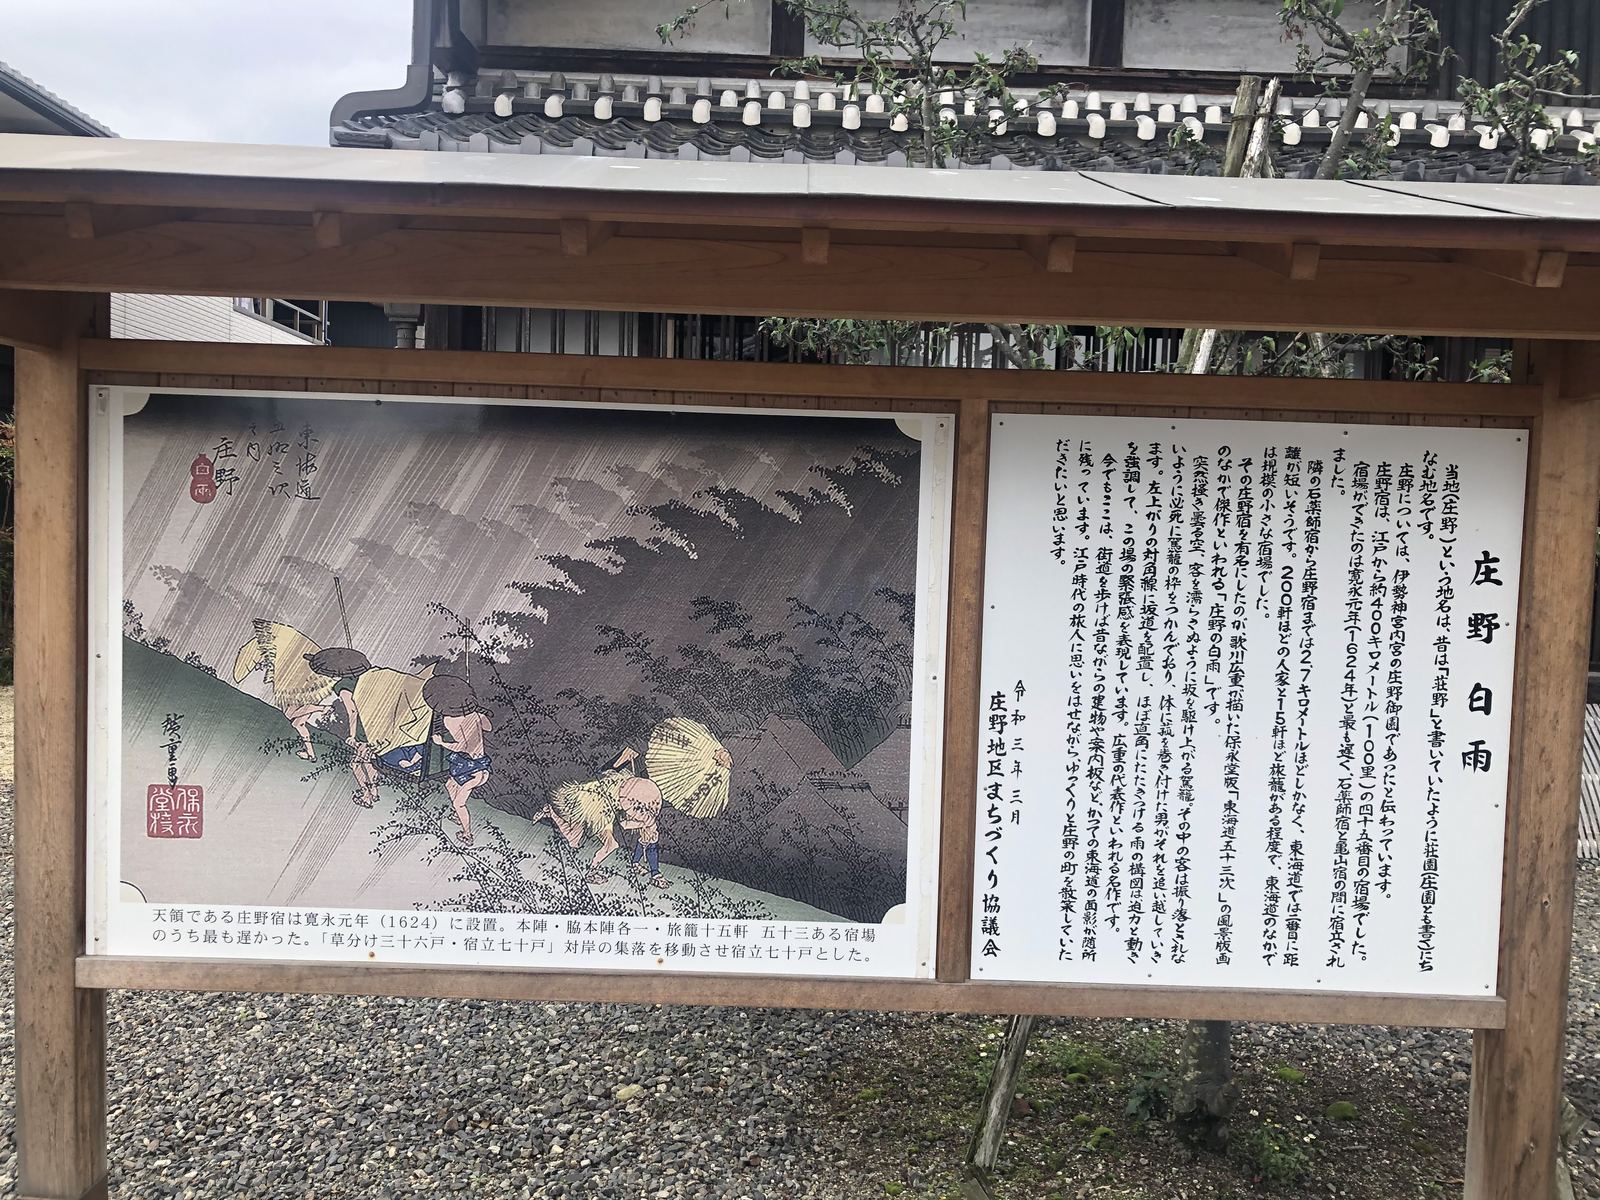 東海道
五拾三次
之内
庄野
白雨
廣重画
保永
堂梓
天領である庄野宿は寛永元年（1624）に設置。本陣・脇本陣各一・旅籠十五軒 五十三ある宿場
のうち最も遅かった。「草分け三十六戸・宿立七十戸」対岸の集落を移動させ宿立七十戸とした。
庄野白雨
当地(庄野)という地名は、昔は「荘野」と書いていたように荘園(庄園とも書く)にち
なむ地名です。
庄野については、伊勢神宮内宮の庄野御園であったと伝わっています。
庄野宿は、江戸から約400キロメートル(100里)の四十五番目の宿場でした。
宿場ができたのは寛永元年(1624年)と最も遅く、石薬師宿と亀山宿の間に宿立され
ました。
隣の石薬師宿から庄野宿までは2.7キロメートルほどしかなく、東海道では二番目に距
離が短いそうです。200軒ほどの人家と15軒ほど旅籠がある程度で、東海道のなかで
は規模の小さな宿場でした。
その庄野宿を有名にしたのが歌川広重が描いた保永堂版「東海道五十三次」の風景版画
のなかで傑作といわれる「庄野の白雨」です。
突然掻き曇る空、客を濡らさぬように坂を駆け上がる駕籠。その中の客は振り落とされな
いように必死に駕籠の枠をつかんでおり、体に茣を巻き付けた男がそれを追い越していき
ます。左上がりの対角線に坂道を配置し、ほぼ直角にたたきつける雨の構図は迫力と動き
を強調して、この場の緊張感を表現しています。広重の代表作といわれる名作です。
今でもここは、街道を歩けば昔ながらの建物や案内板など、かつての東海道の面影が随所
に残っています。江戸時代の旅人に思いをはせながらゆっくりと庄野の町を散策していた
だきたいと思います。
令和三年三月
庄野地区まちづくり協議会